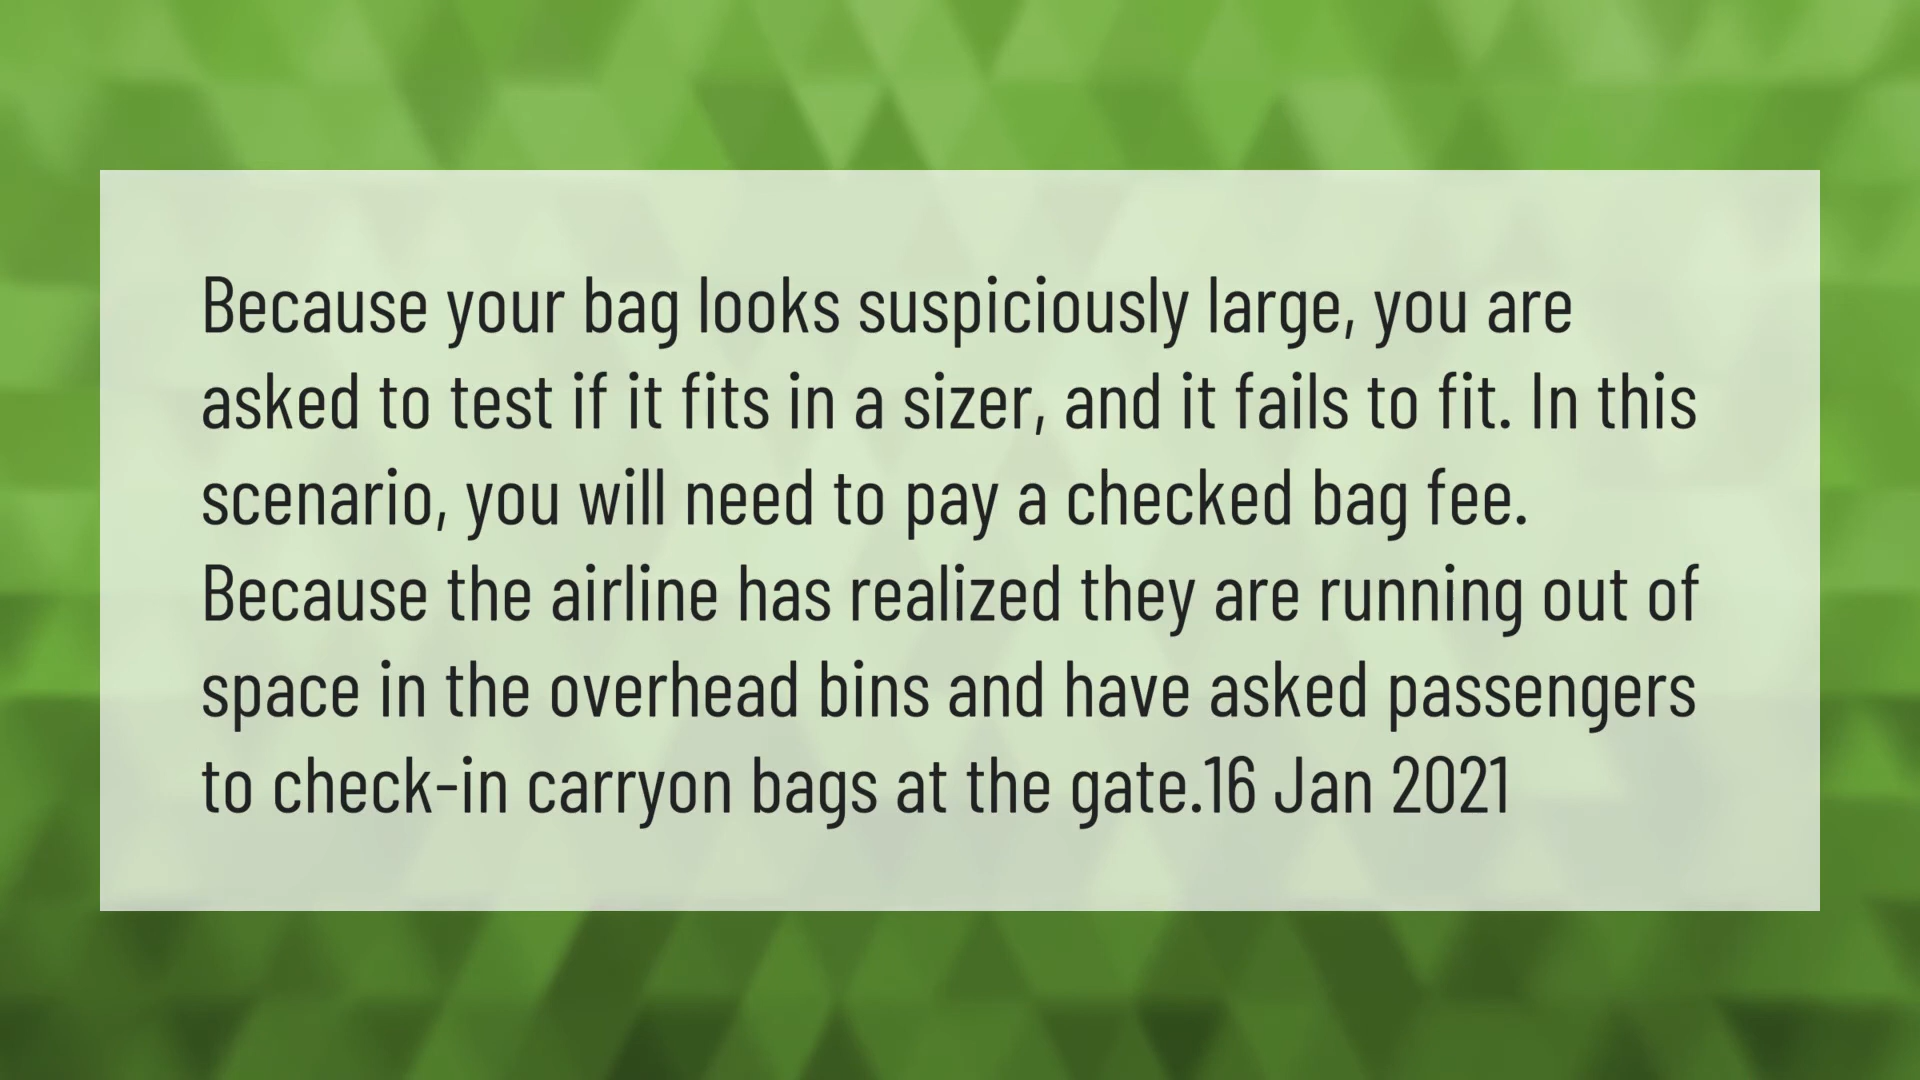 Because your bag looks suspiciously large, you are
asked to test if it fits in a sizer, and it fails to fit. In this
scenario, you will need to pay a checked bag fee.
Because the airline has realized they are running out of
space in the overhead bins and have asked passengers
to check-in carryon bags at the gate.16 Jan 2021